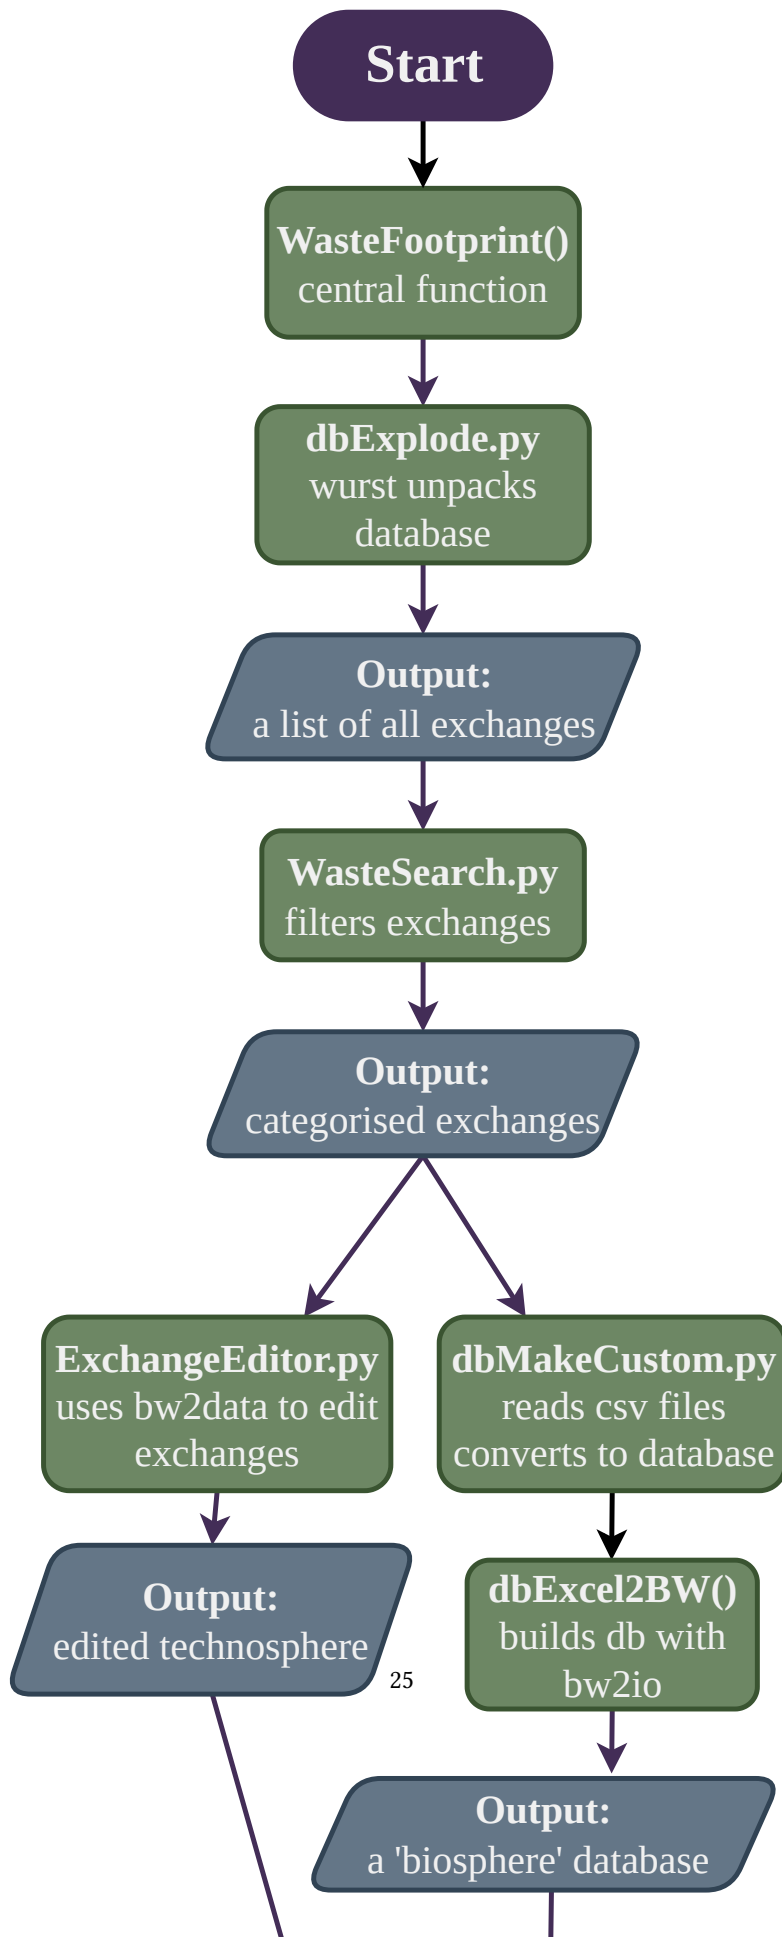 Start
WasteFootprint()
central function
dbExplode.py
wurst unpacks
database
Output:
a list of all exchanges
WasteSearch.py
filters exchanges
Output:
categorised exchanges
ExchangeEditor.py
uses bw2data to edit
exchanges
dbMakeCustom.py
reads csv files
converts to database
Output:
edited technosphere
25
dbExcel2BW()
builds db with
bw2io
Output:
a 'biosphere' database